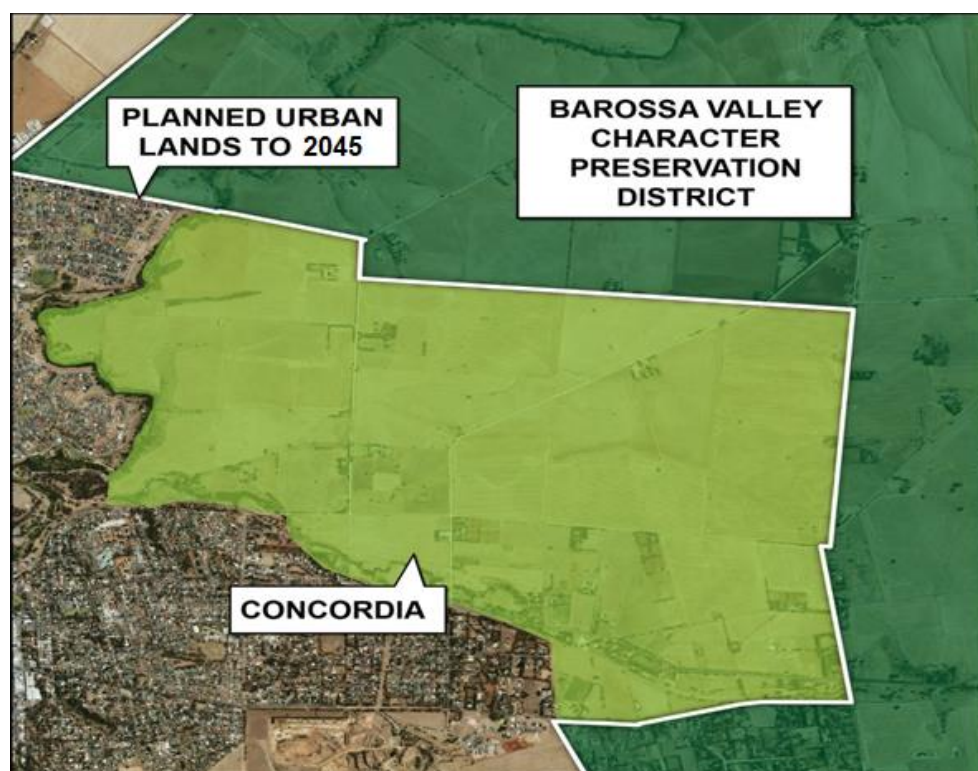 PLANNED URBAN
LANDS TO 2045
BAROSSA VALLEY
CHARACTER
PRESERVATION
DISTRICT
CONCORDIA